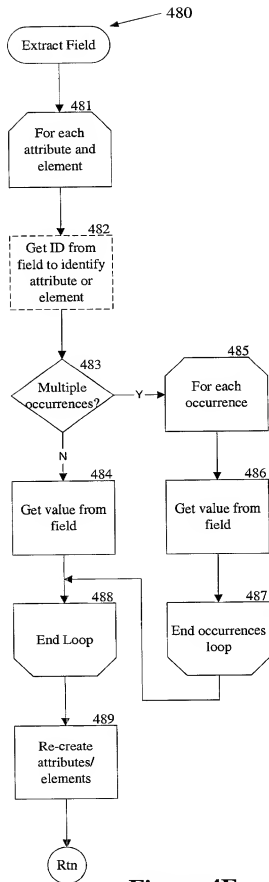 480
Extract Field
481
For each
attribute and
element
482
Get ID from
field to identify
attribute or
element
483
Multiple
occurrences?
Y
N
485
For each
occurrence
484
Get value from
field
486
Get value from
field
487
End occurrences
loop
488
End Loop
489
Re-create
attributes/
elements
Rtn